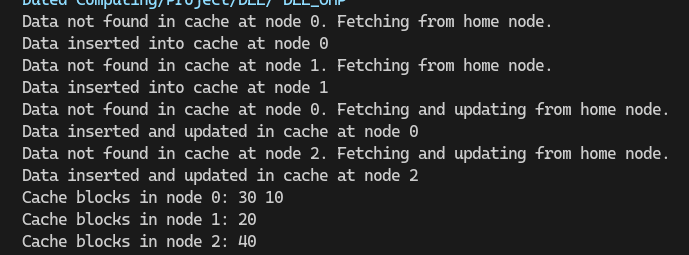 Dated Computing/Project/DLL/ DLL_OMP
Data not found in cache at node 0. Fetching from home node.
Data inserted into cache at node 0
Data not found in cache at node 1. Fetching from home node.
Data inserted into cache at node 1
Data not found in cache at node 0. Fetching and updating from home node.
Data inserted and updated in cache at node 0
Data not found in cache at node 2. Fetching and updating from home node.
Data inserted and updated in cache at node 2
Cache blocks in node 0: 30 10
Cache blocks in node 1: 20
Cache blocks in node 2: 40